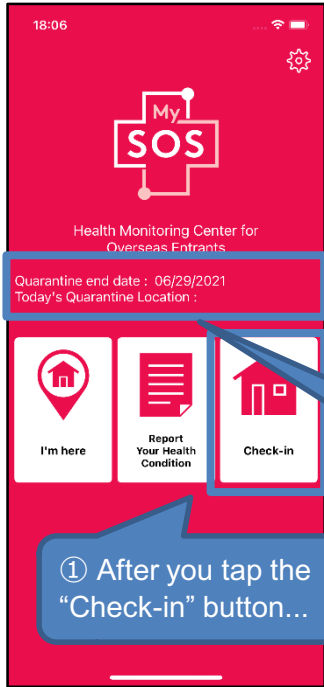 18:06
My
SOS
Health Monitoring Center for
Overseas Entrants
Quarantine end date : 06/29/2021
Today's Quarantine Location :
I'm here
Report
Your Health
Condition
Check-in
① After you tap the
“Check-in” button...